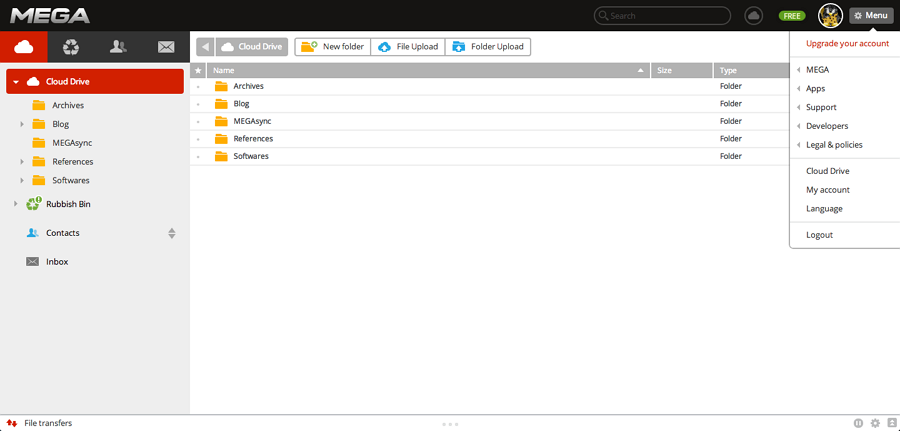 MEGA
Search
FREE
Menu
Cloud Drive
New folder
File Upload
Folder Upload
Upgrade your account
MEGA
Apps
Support
Developers
Legal & policies
Cloud Drive
My account
Language
Logout
Cloud Drive
Archives
Blog
MEGAsync
References
Softwares
Rubbish Bin
Contacts
Inbox
Name Size Type
Archives Folder
Blog Folder
MEGAsync Folder
References Folder
Softwares Folder
File transfers